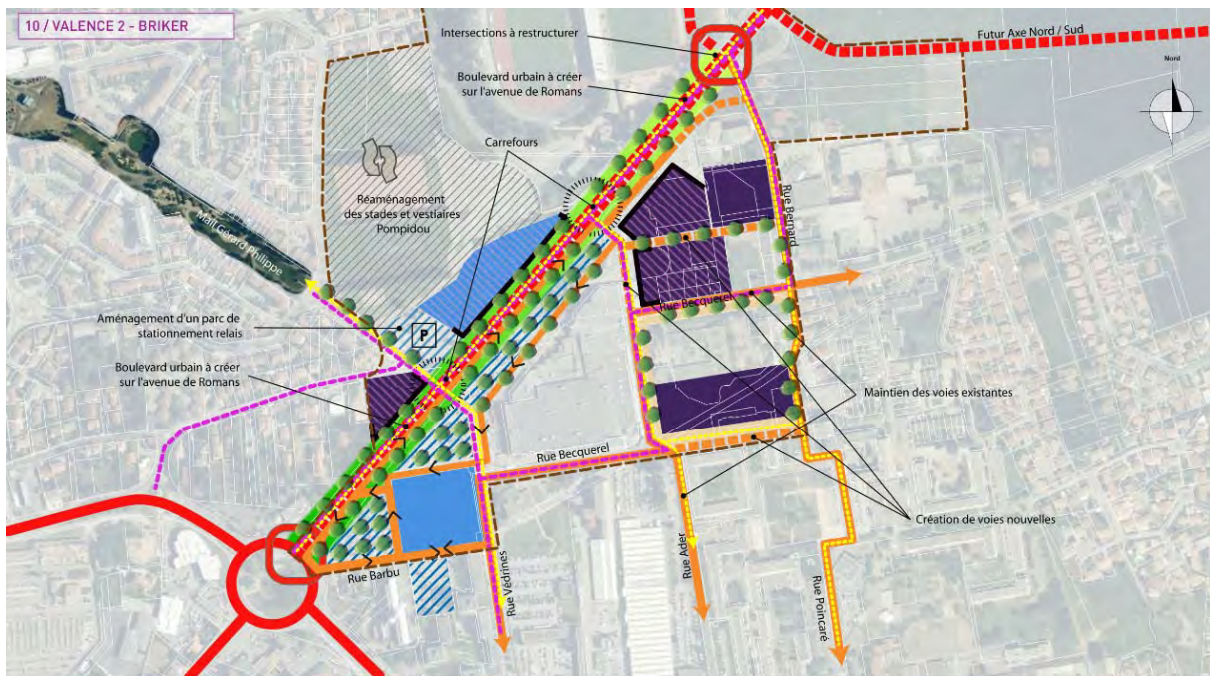 10 / VALENCE 2 - BRIKER
Intersections à restructurer
Futur Axe Nord / Sud
Nord
Boulevard urbain à créer
sur l'avenue de Romans
Carrefours
Réaménagement
des stades et vestiaires
Pompidou
Rue Bernard
Mail Gérard Philippe
Rue Becquerel
Aménagement d'un parc de
stationnement relais
P
Boulevard urbain à créer
sur l'avenue de Romans
Maintien des voies existantes
Rue Becquerel
Création de voies nouvelles
Rue Barbu
Rue Védrines
Rue Ader
Rue Poincaré